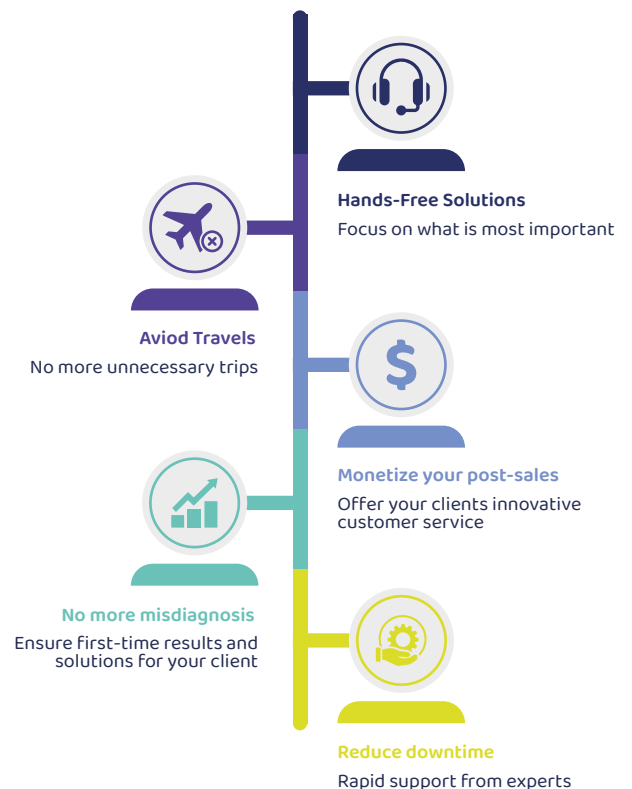 Hands-Free Solutions
Focus on what is most important
Aviod Travels
No more unnecessary trips
$
Monetize your post-sales
Offer your clients innovative
customer service
No more misdiagnosis
Ensure first-time results and
solutions for your client
Reduce downtime
Rapid support from experts